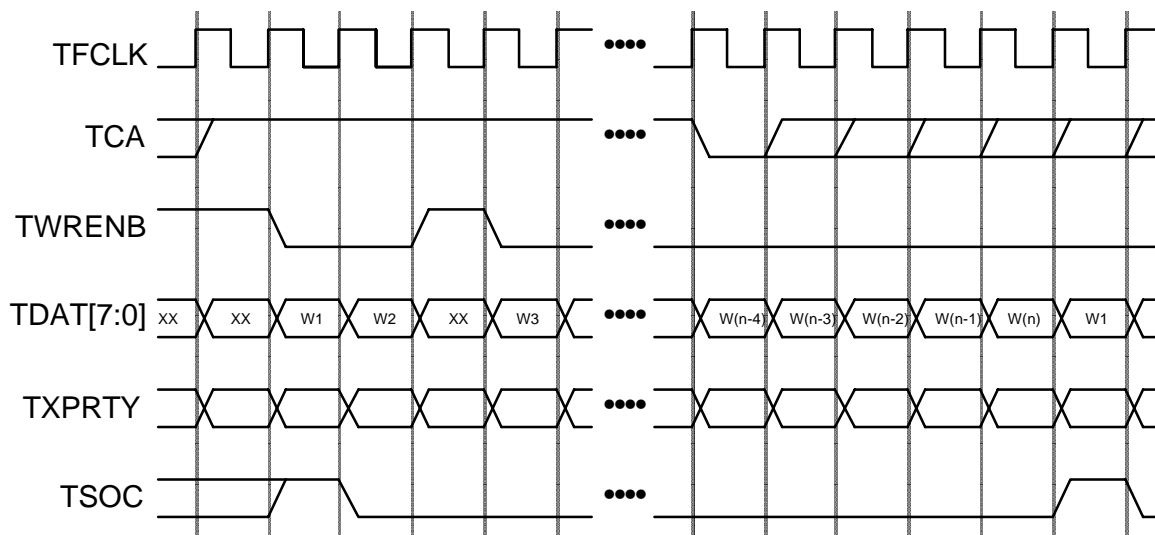 TFCLK
TCA
TWRENB
TDAT[7:0] XX XX W1 W2 XX W3 W(n-4) W(n-3) W(n-2) W(n-1) W(n) W1
TXPRTY
TSOC